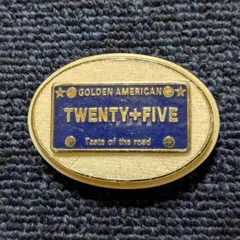 GOLDEN AMERICAN
TWENTY+FIVE
Taste of the road